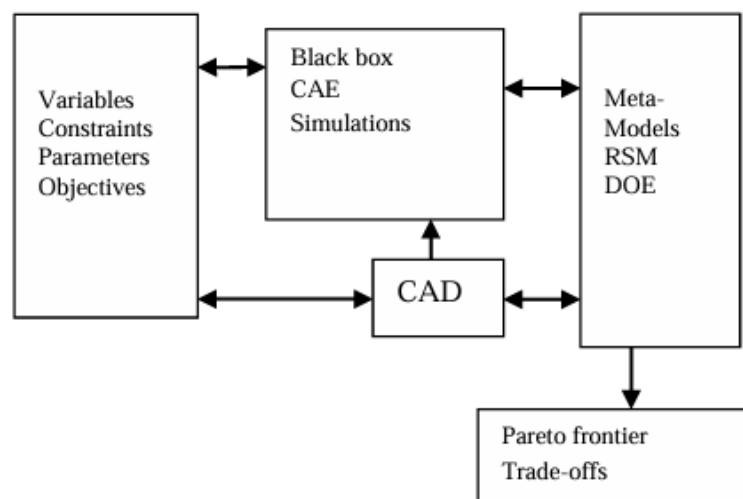 Variables
Constraints
Parameters
Objectives
Black box
CAE
Simulations
Meta-
Models
RSM
DOE
CAD
Pareto frontier
Trade-offs